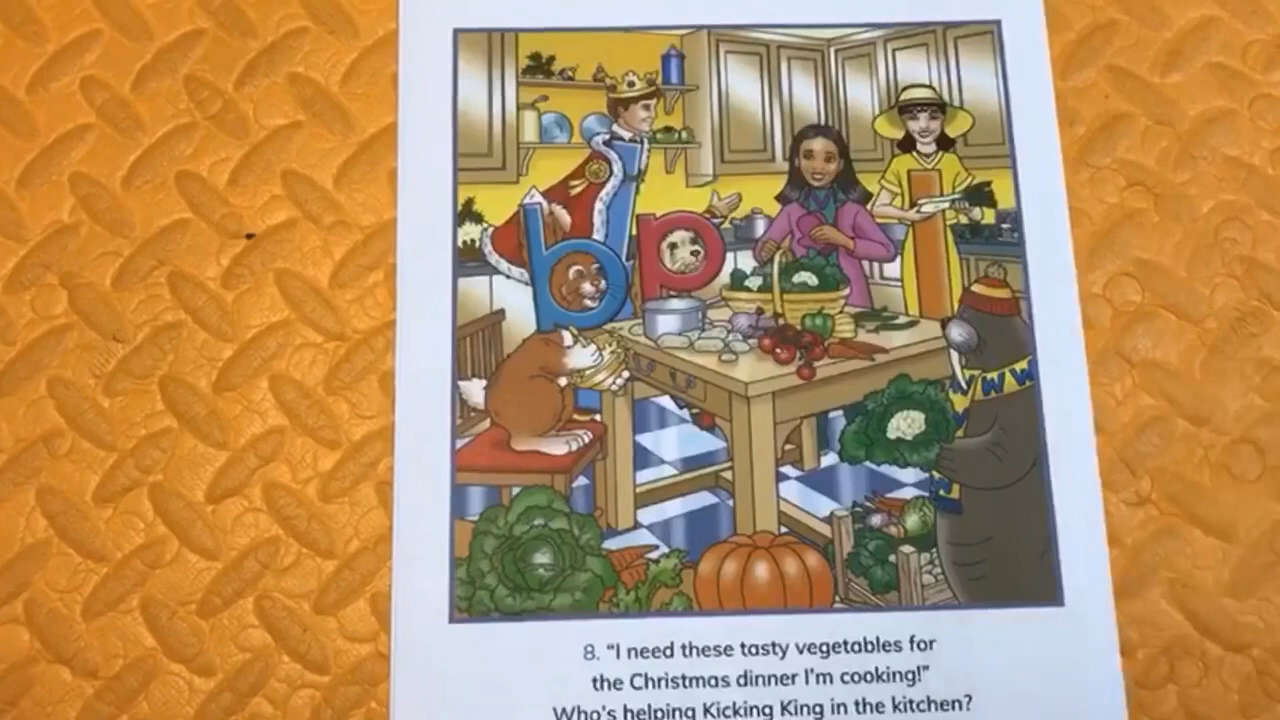 b p
W W W
W
8. "I need these tasty vegetables for
the Christmas dinner I'm cooking!"
Who's helping Kicking King in the kitchen?